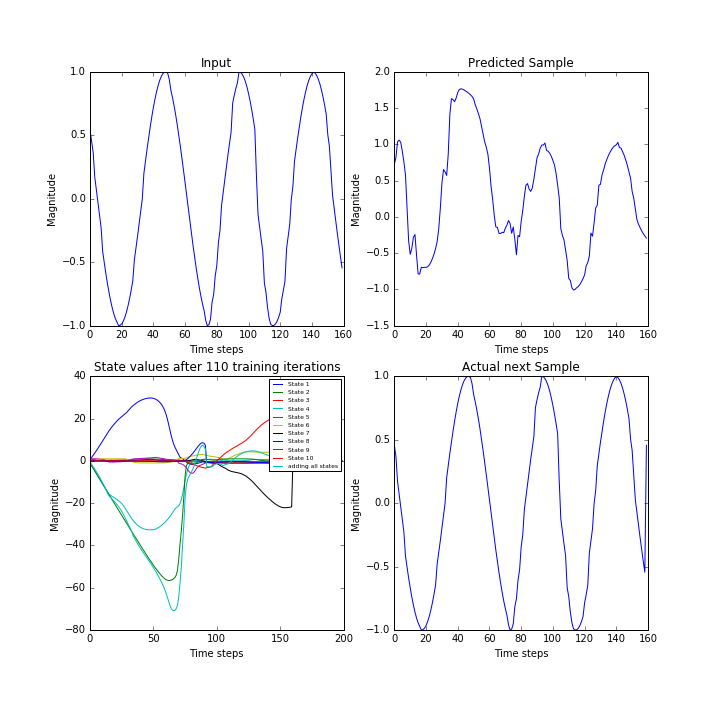 Input
1.0
0.5
0.0
−0.5
−1.0
Magnitude
0 20 40 60 80 100 120 140 160
Time steps
Predicted Sample
2.0
1.5
1.0
0.5
0.0
−0.5
−1.0
−1.5
Magnitude
0 20 40 60 80 100 120 140 160
Time steps
State values after 110 training iterations
40
20
0
−20
−40
−60
−80
Magnitude
0 50 100 150 200
Time steps
State 1
State 2
State 3
State 4
State 5
State 6
State 7
State 8
State 9
State 10
adding all states
Actual next Sample
1.0
0.5
0.0
−0.5
−1.0
Magnitude
0 20 40 60 80 100 120 140 160
Time steps